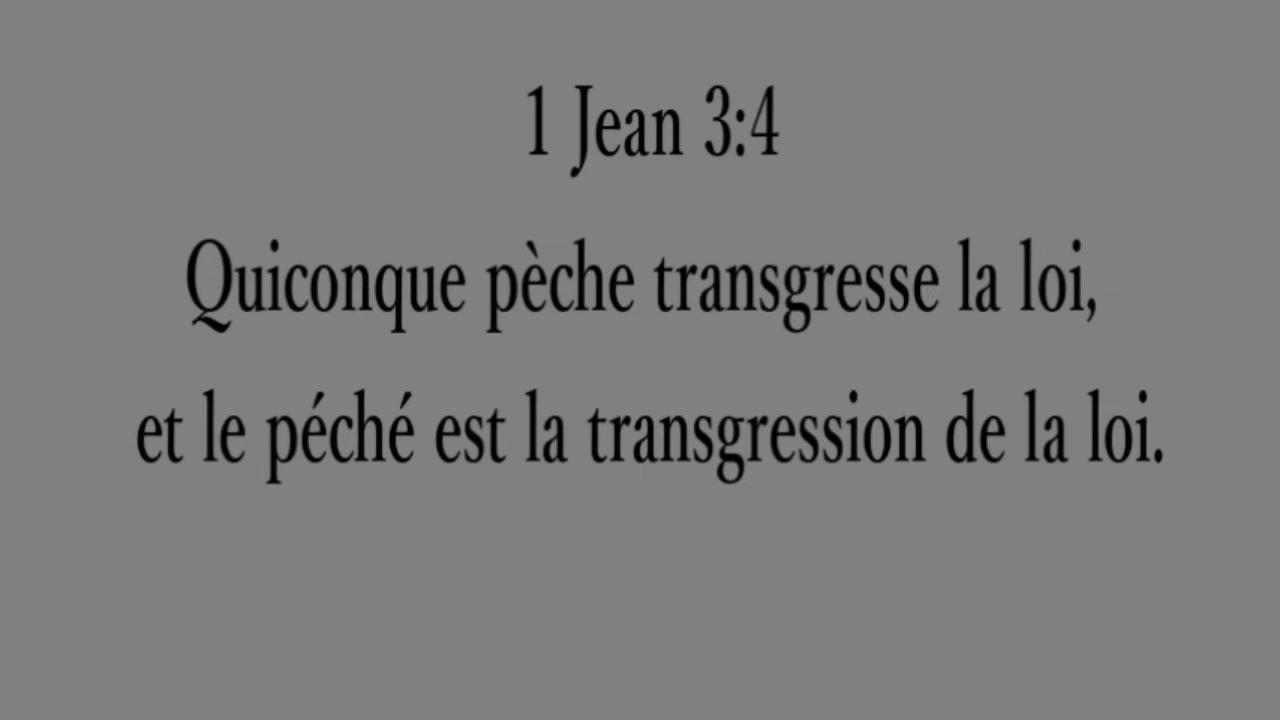 1 Jean 3:4
Quiconque pèche transgresse la loi,
et le péché est la transgression de la loi.